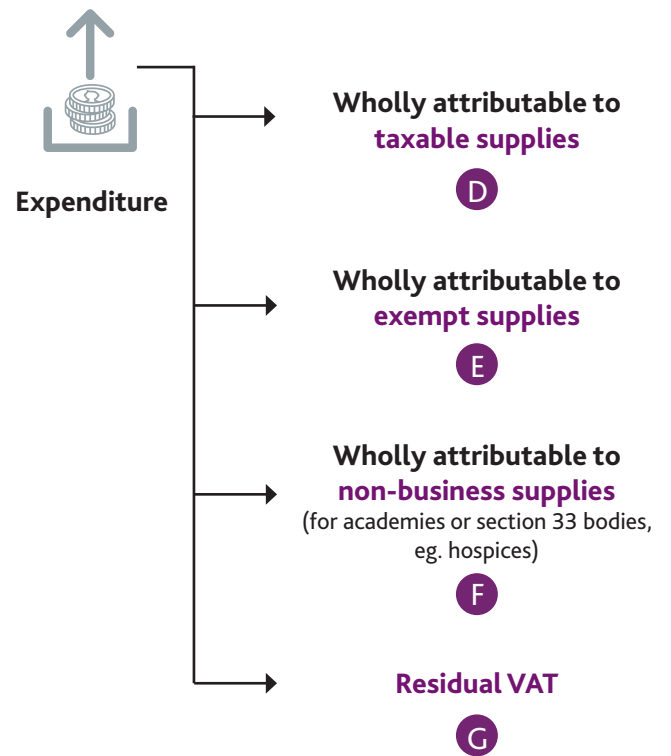 Expenditure
Wholly attributable to
taxable supplies
D
Wholly attributable to
exempt supplies
E
Wholly attributable to
non-business supplies
(for academies or section 33 bodies,
eg. hospices)
F
Residual VAT
G